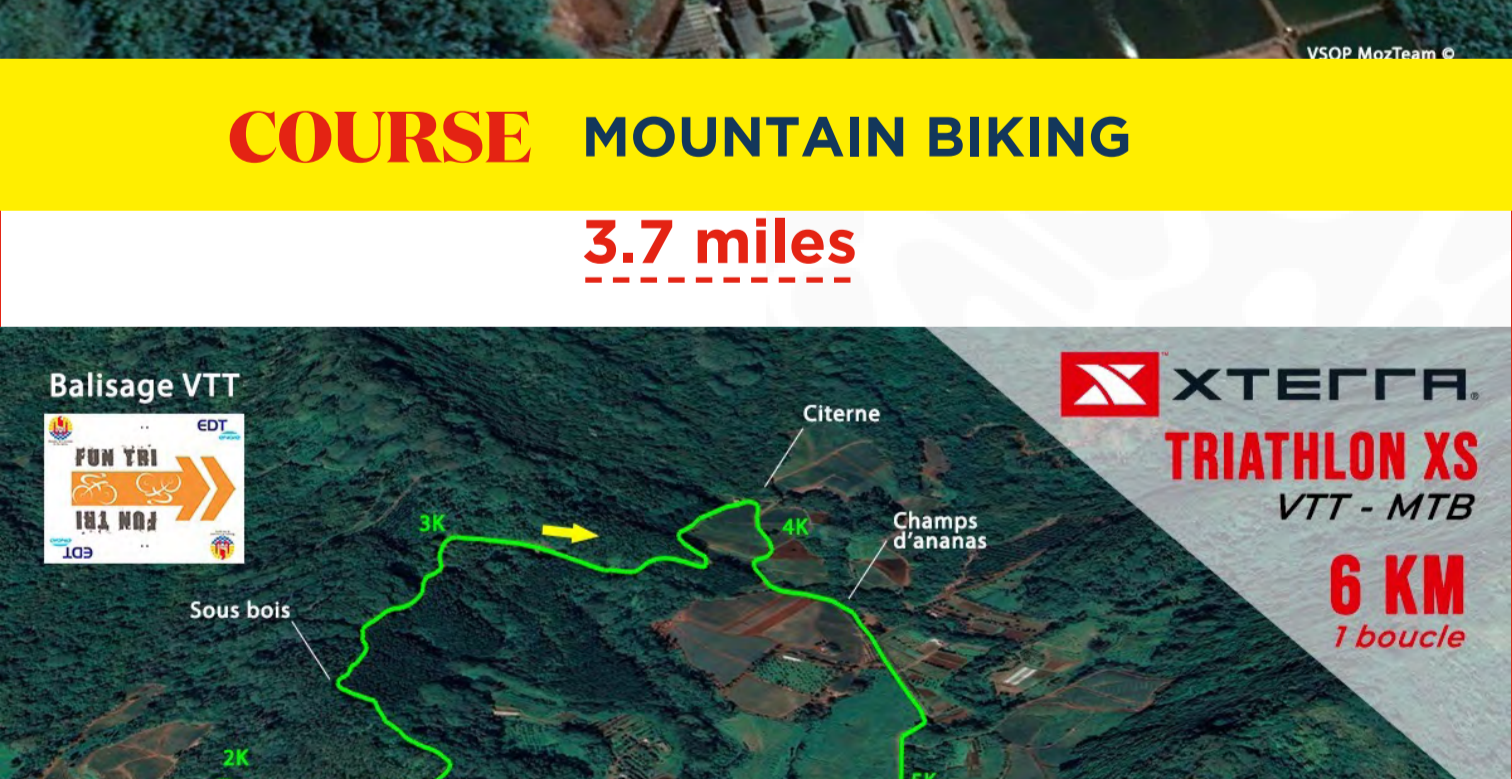 VSOP MozTeam ©
COURSE MOUNTAIN BIKING
3.7 miles
Balisage VTT
EDT
FUN TRI
FUN TRI
EDT
XTERRA
TRIATHLON XS
VTT - MTB
6 KM
1 boucle
Citerne
3K
4K
Champs
d'ananas
Sous bois
2K
5K